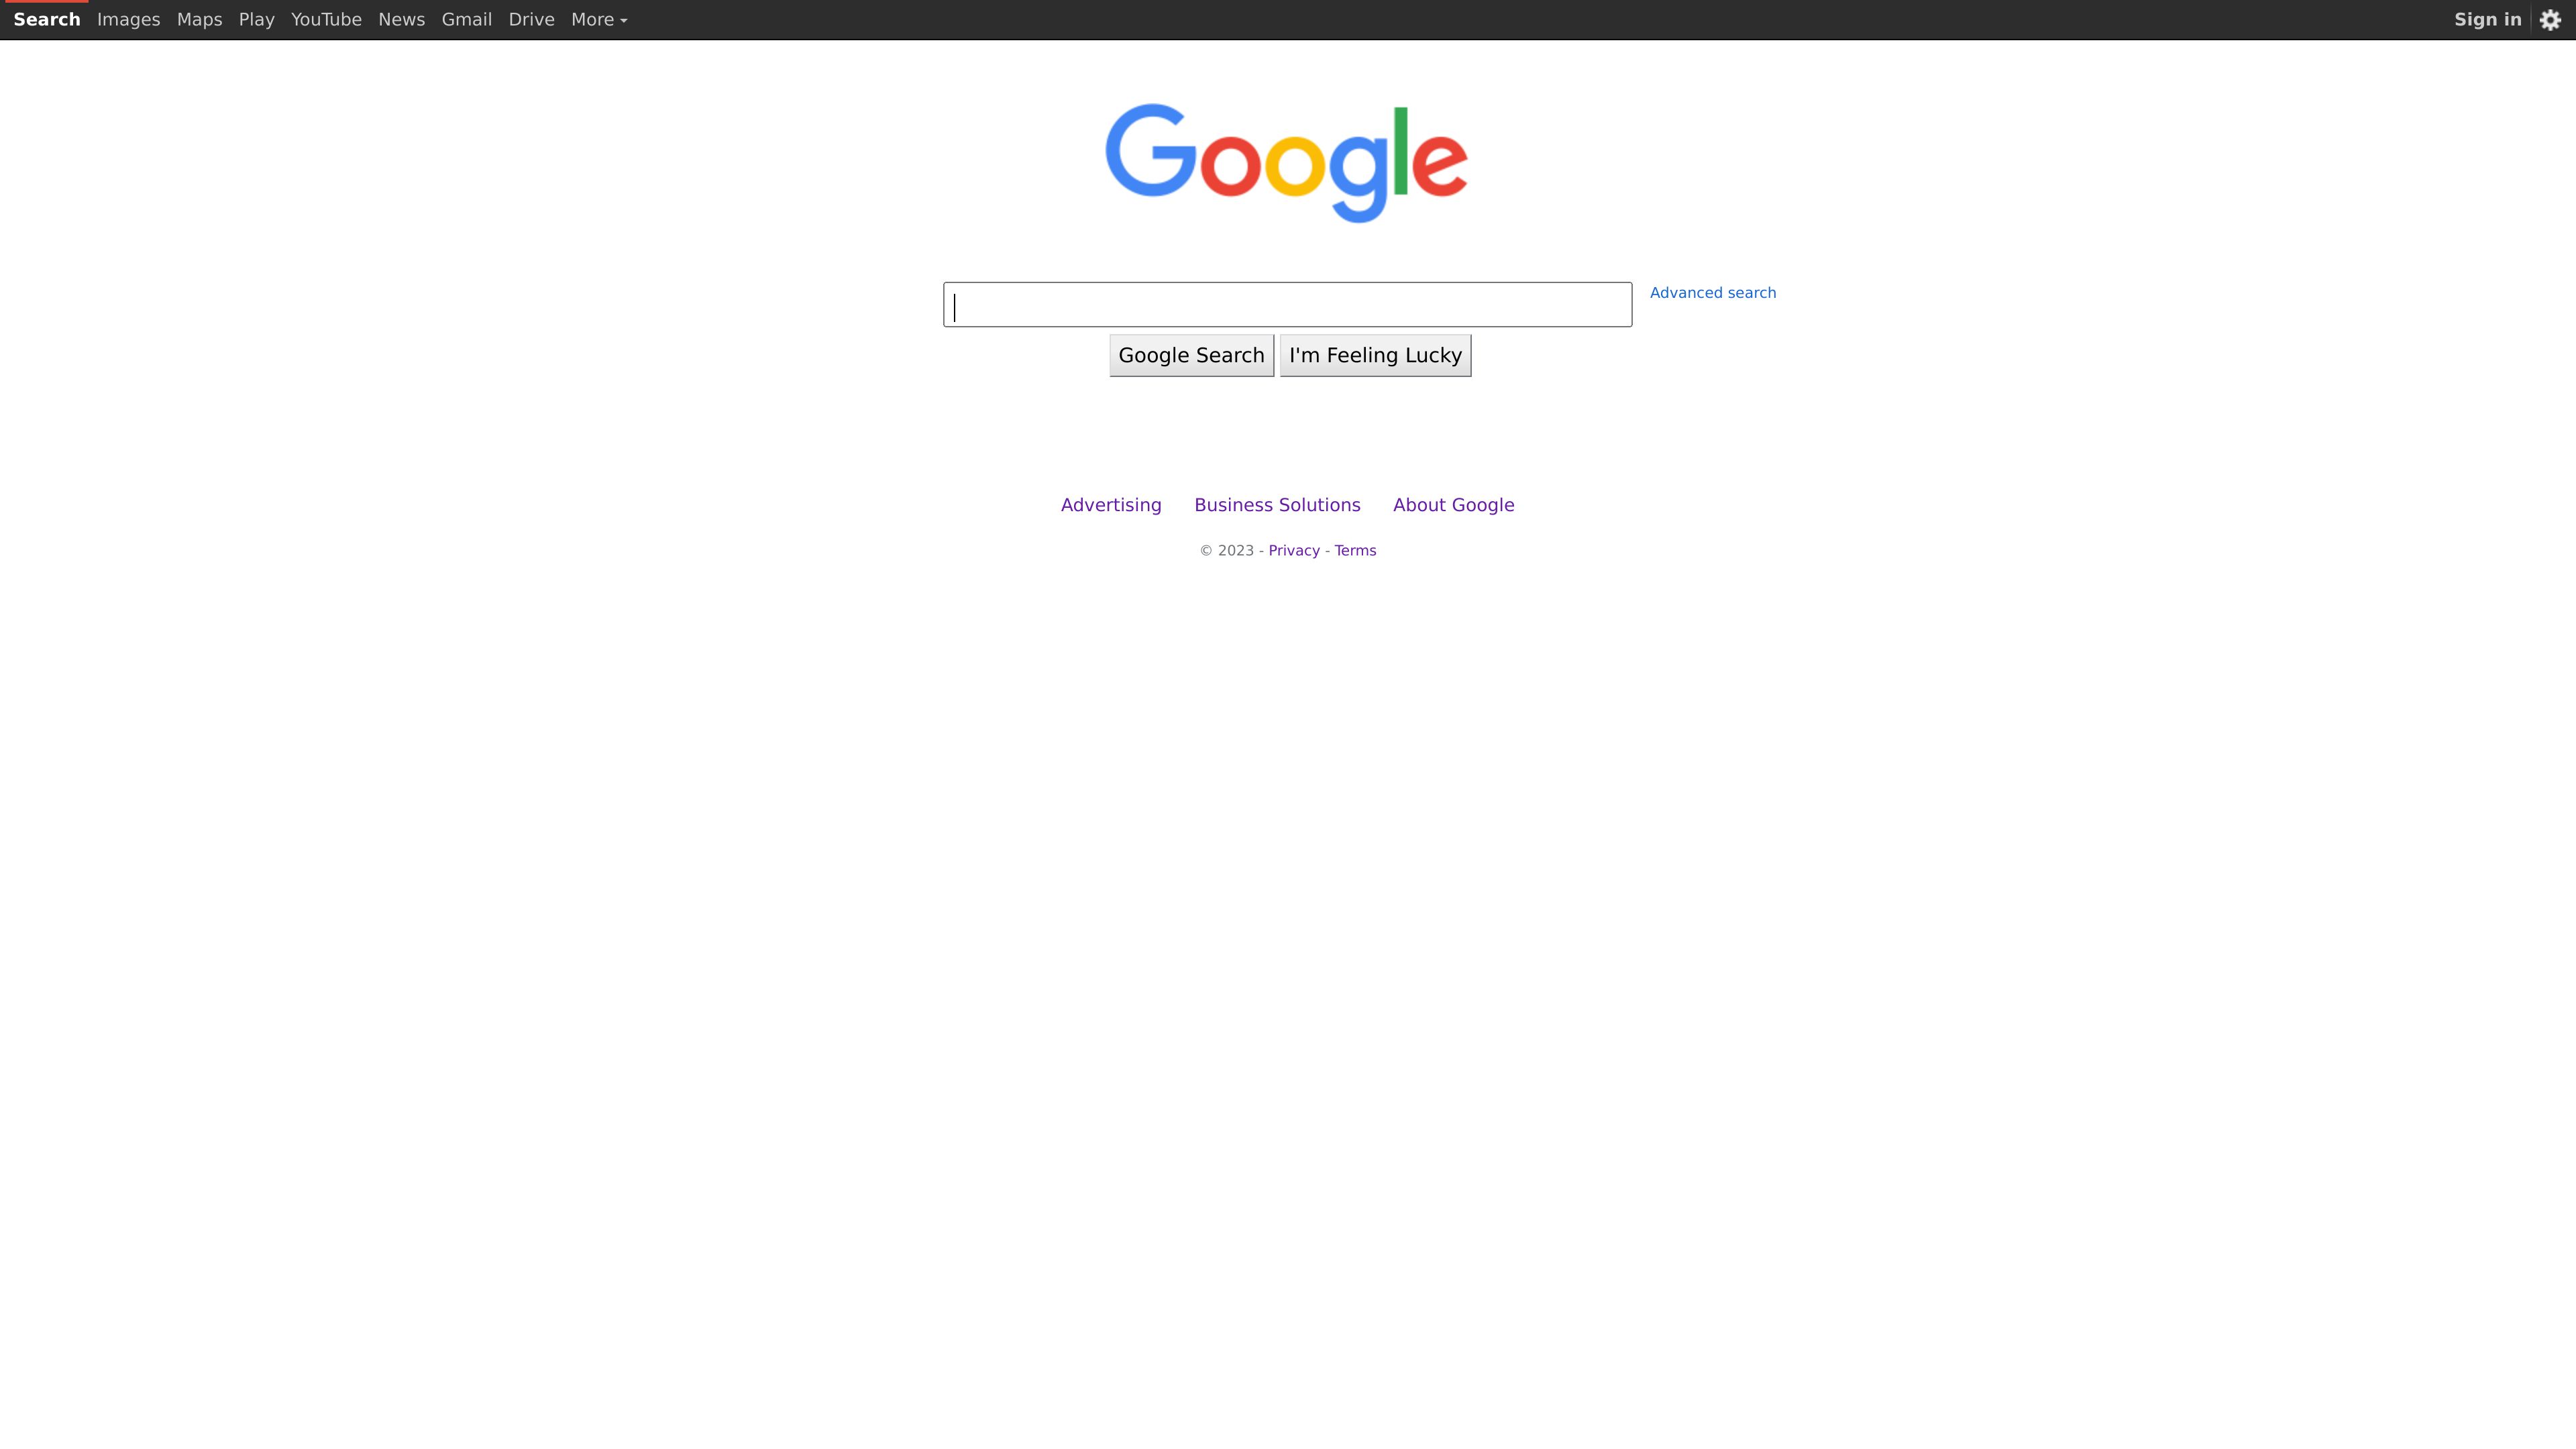 Search Images Maps Play YouTube News Gmail Drive More Sign in
Google
Advanced search
Google Search I'm Feeling Lucky
Advertising Business Solutions About Google
© 2023 - Privacy - Terms